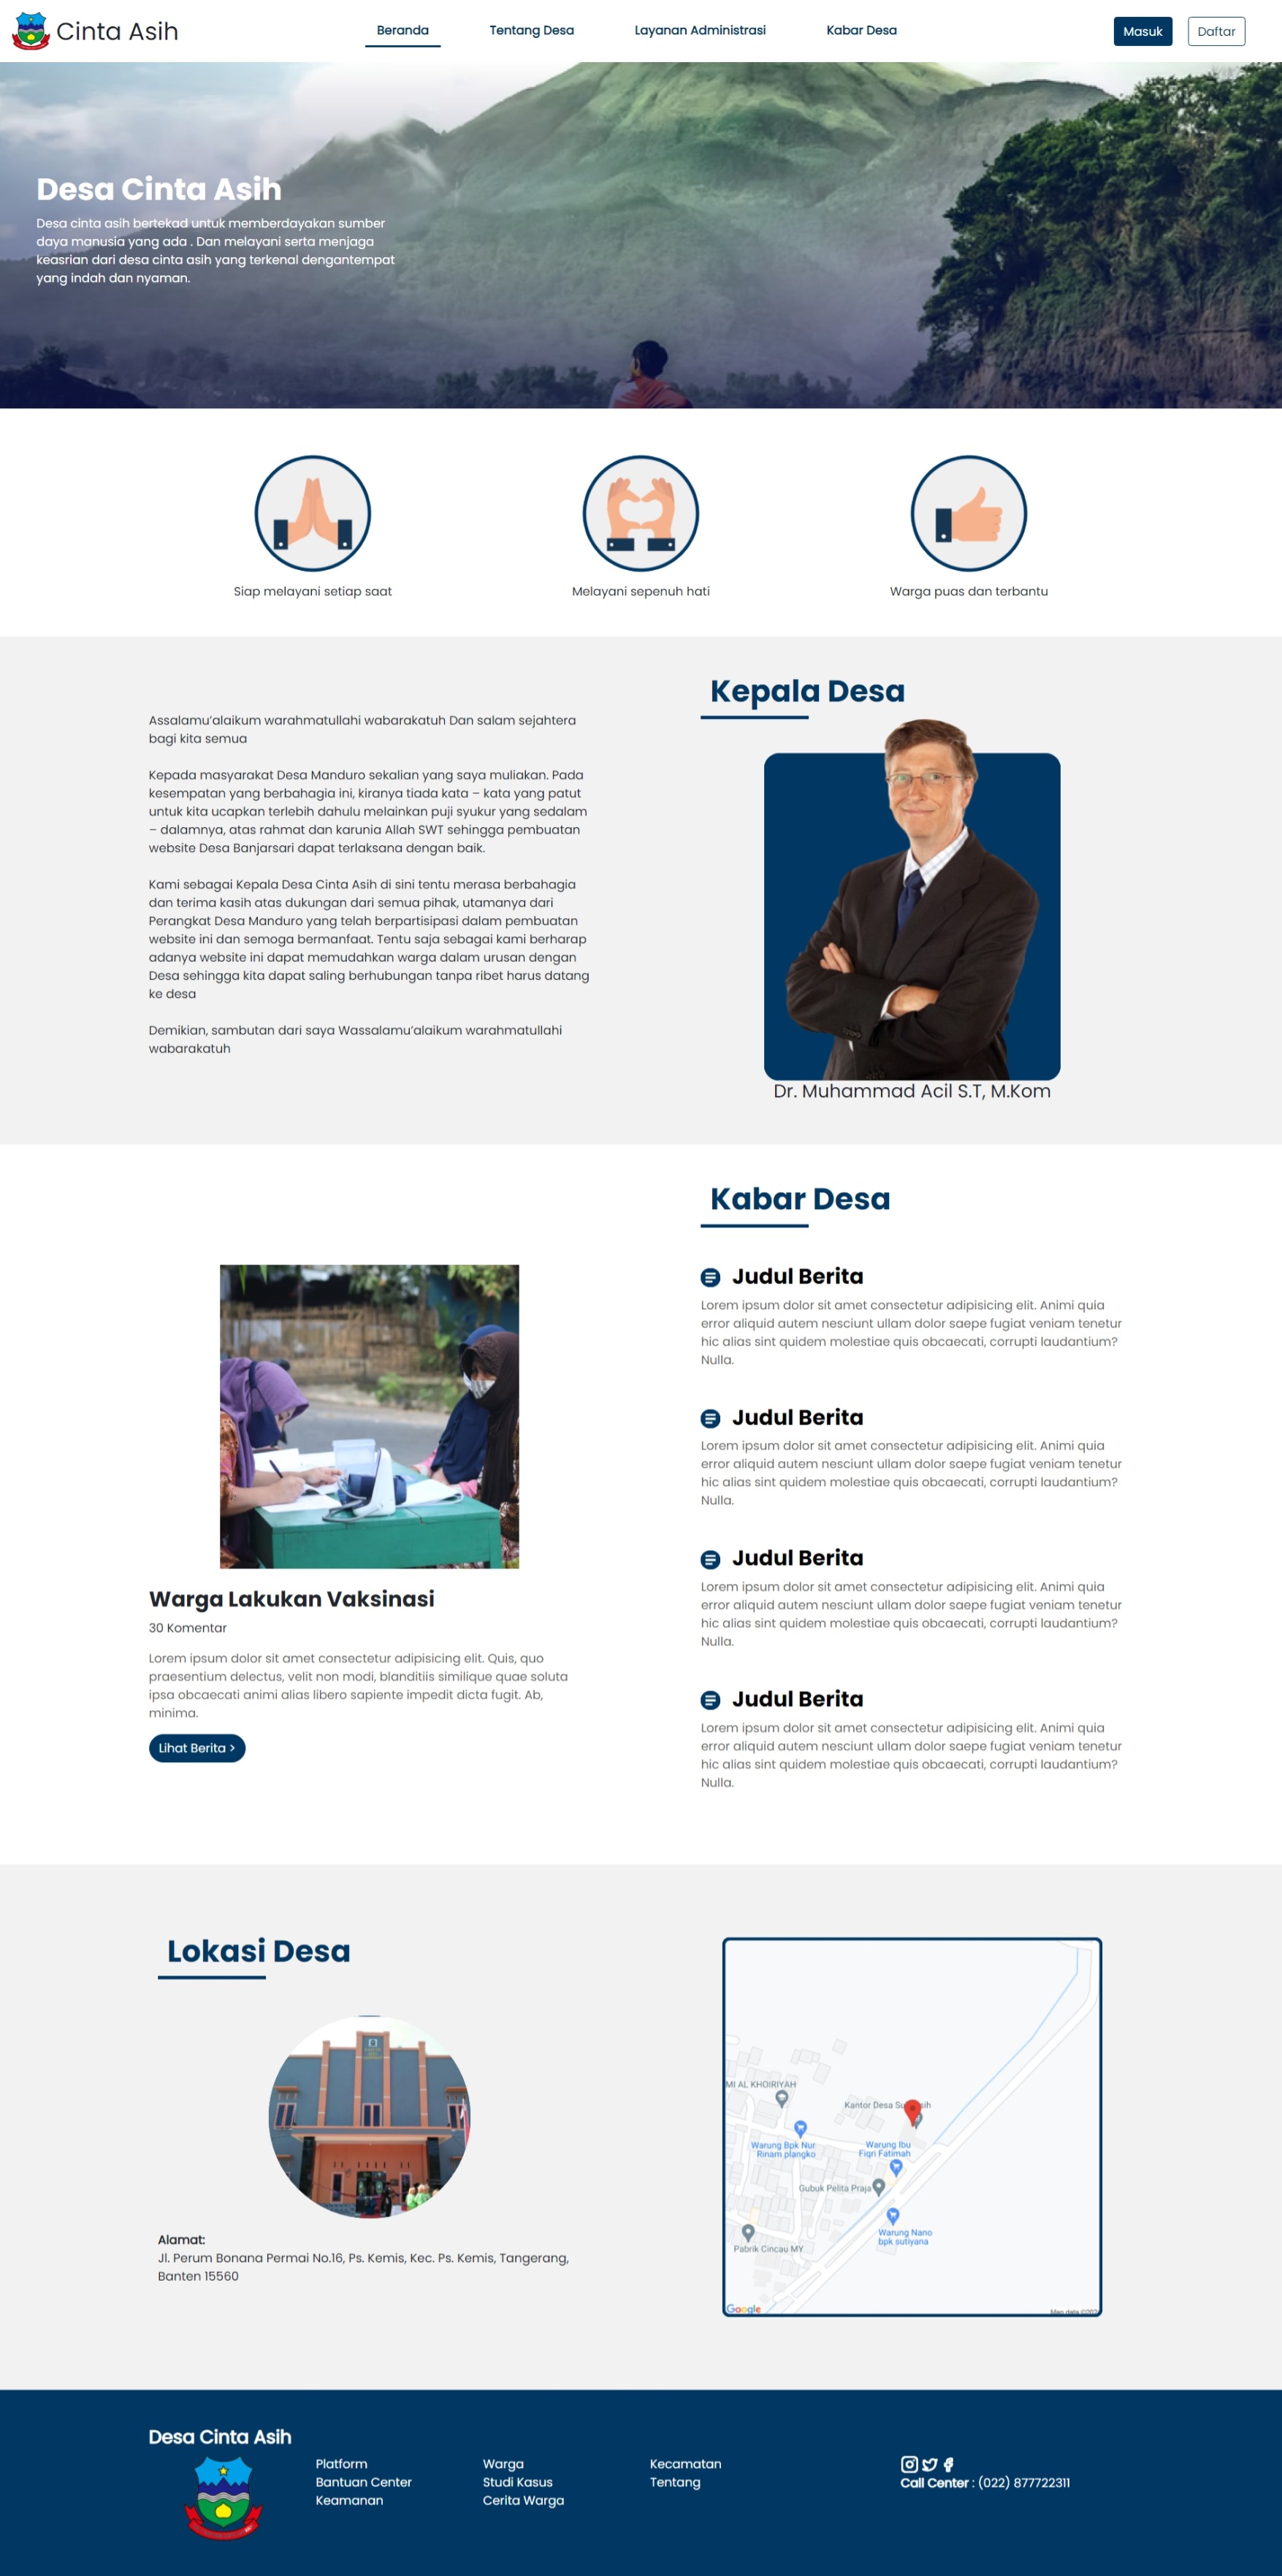 Cinta Asih
Beranda
Tentang Desa
Layanan Administrasi
Kabar Desa
Masuk
Daftar
Desa Cinta Asih
Desa cinta asih bertekad untuk memberdayakan sumber
daya manusia yang ada . Dan melayani serta menjaga
keasrian dari desa cinta asih yang terkenal dengantempat
yang indah dan nyaman.
Siap melayani setiap saat
Melayani sepenuh hati
Warga puas dan terbantu
Assalamu'alaikum warahmatullahi wabarakatuh Dan salam sejahtera
bagi kita semua
Kepada masyarakat Desa Manduro sekalian yang saya muliakan. Pada
kesempatan yang berbahagia ini, kiranya tiada kata – kata yang patut
untuk kita ucapkan terlebih dahulu melainkan puji syukur yang sedalam
– dalamnya, atas rahmat dan karunia Allah SWT sehingga pembuatan
website Desa Banjarsari dapat terlaksana dengan baik.
Kami sebagai Kepala Desa Cinta Asih di sini tentu merasa berbahagia
dan terima kasih atas dukungan dari semua pihak, utamanya dari
Perangkat Desa Manduro yang telah berpartisipasi dalam pembuatan
website ini dan semoga bermanfaat. Tentu saja sebagai kami berharap
adanya website ini dapat memudahkan warga dalam urusan dengan
Desa sehingga kita dapat saling berhubungan tanpa ribet harus datang
ke desa
Demikian, sambutan dari saya Wassalamu'alaikum warahmatullahi
wabarakatuh
Kepala Desa
Dr. Muhammad Acil S.T, M.Kom
Kabar Desa
Warga Lakukan Vaksinasi
30 Komentar
Lorem ipsum dolor sit amet consectetur adipisicing elit. Quis, quo
praesentium delectus, velit non modi, blanditiis similique quae soluta
ipsa obcaecati animi alias libero sapiente impedit dicta fugit. Ab,
minima.
Lihat Berita >
Judul Berita
Lorem ipsum dolor sit amet consectetur adipisicing elit. Animi quia
error aliquid autem nesciunt ullam dolor saepe fugiat veniam tenetur
hic alias sint quidem molestiae quis obcaecati, corrupti laudantium?
Nulla.
Judul Berita
Lorem ipsum dolor sit amet consectetur adipisicing elit. Animi quia
error aliquid autem nesciunt ullam dolor saepe fugiat veniam tenetur
hic alias sint quidem molestiae quis obcaecati, corrupti laudantium?
Nulla.
Judul Berita
Lorem ipsum dolor sit amet consectetur adipisicing elit. Animi quia
error aliquid autem nesciunt ullam dolor saepe fugiat veniam tenetur
hic alias sint quidem molestiae quis obcaecati, corrupti laudantium?
Nulla.
Judul Berita
Lorem ipsum dolor sit amet consectetur adipisicing elit. Animi quia
error aliquid autem nesciunt ullam dolor saepe fugiat veniam tenetur
hic alias sint quidem molestiae quis obcaecati, corrupti laudantium?
Nulla.
Lokasi Desa
Alamat:
Jl. Perum Bonana Permai No.16, Ps. Kemis, Kec. Ps. Kemis, Tangerang,
Banten 15560
MI AL KHOIRIYAH
Kantor Desa
Warung Bpk Nur
Rinam plangko
Warung Ibu
Fiqri Fatimah
Gubuk Pelita Praja
Warung Nano
bpk sutiyana
Pabrik Cincau MY
Google
Map data
Desa Cinta Asih
Platform
Bantuan Center
Keamanan
Warga
Studi Kasus
Cerita Warga
Kecamatan
Tentang
Call Center : (022) 877722311